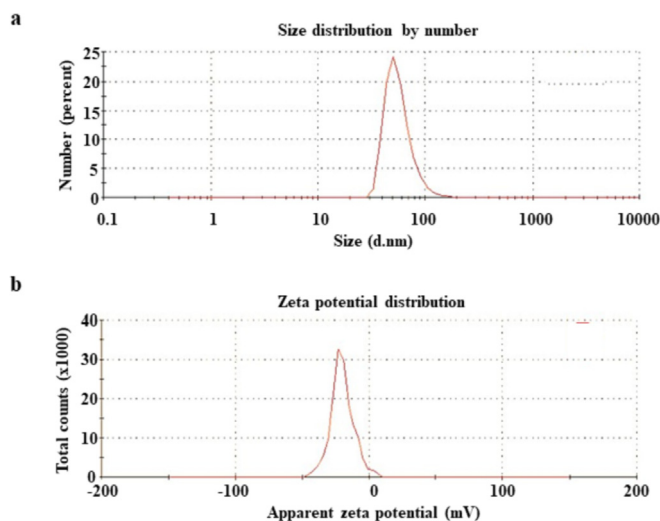 a
Size distribution by number
Number (percent)
25
20
15
10
5
0
0.1 1 10 100 1000 10000
Size (d.nm)
b
Zeta potential distribution
Total counts (x1000)
40
30
20
10
0
-200 -100 0 100 200
Apparent zeta potential (mV)